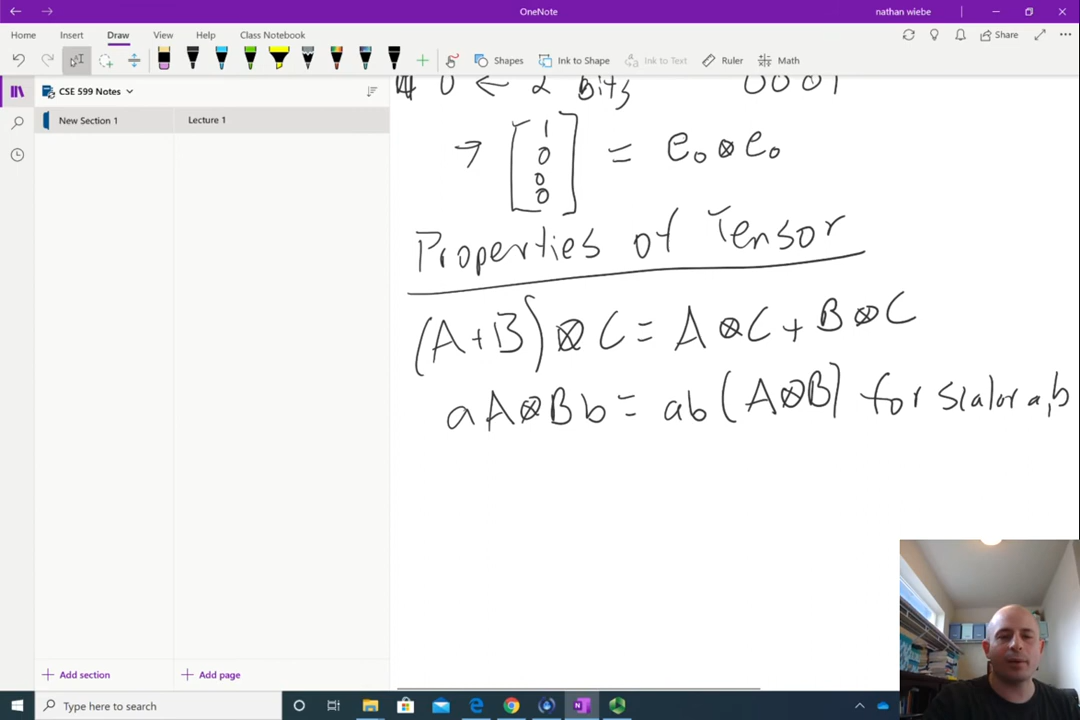 OneNote
nathan wiebe
Home Insert Draw View Help Class Notebook
Share
Shapes Ink to Shape Ink to Text Ruler Math
CSE 599 Notes
New Section 1
Lecture 1
0 ← 2 Bits 0001
→ [1 0 0 0] = e₀⊗e₀
Properties of Tensor
(A+B)⊗C = A⊗C + B⊗C
aA⊗Bb = ab(A⊗B) for scalar a,b
+ Add section
+ Add page
Type here to search